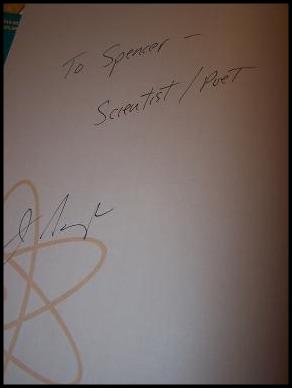 To Spencer -
Scientist / Poet